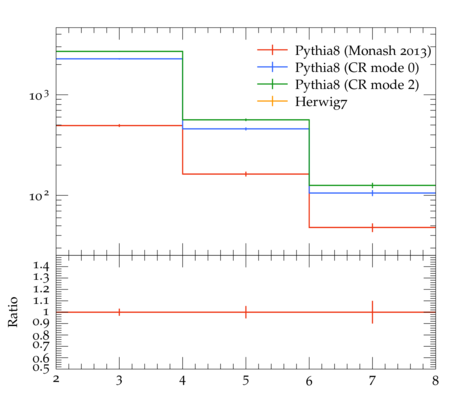 Pythia8 (Monash 2013)
Pythia8 (CR mode 0)
Pythia8 (CR mode 2)
Herwig7
10³
10²
1.4
1.3
1.2
1.1
1
0.9
0.8
0.7
0.6
0.5
Ratio
2 3 4 5 6 7 8